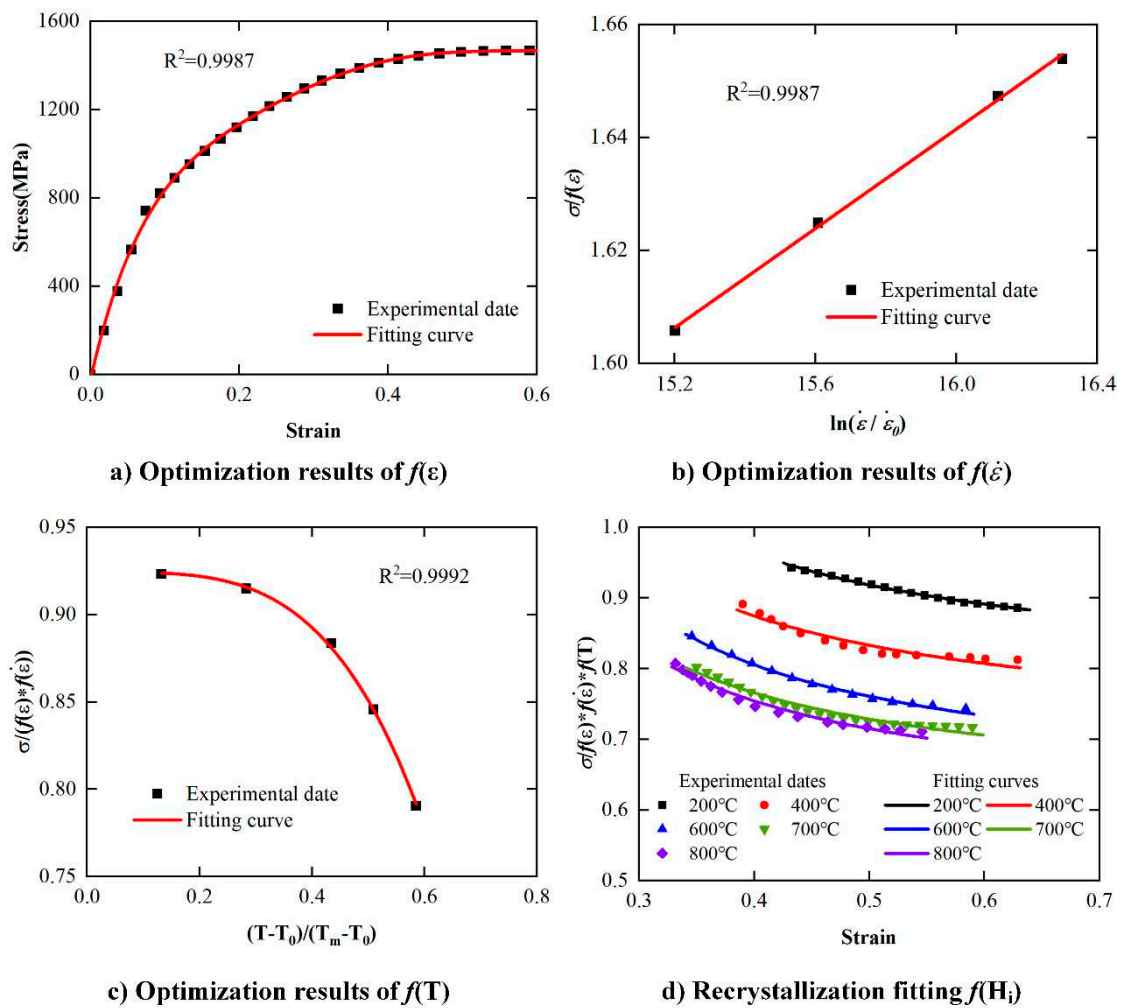 1600
1200
800
400
0
Stress(MPa)
R²=0.9987
Experimental date
Fitting curve
0.0 0.2 0.4 0.6
Strain
a) Optimization results of f(ε)
1.66
1.64
1.62
1.60
σ/f(ε)
R²=0.9987
Experimental date
Fitting curve
15.2 15.6 16.0 16.4
ln(ε̇ / ε̇₀)
b) Optimization results of f(ε̇)
0.95
0.90
0.85
0.80
0.75
σ/(f(ε)*f(ε̇))
R²=0.9992
Experimental date
Fitting curve
0.0 0.2 0.4 0.6 0.8
(T-T₀)/(Tₘ-T₀)
c) Optimization results of f(T)
1.0
0.9
0.8
0.7
0.6
0.5
σ/f(ε)*f(ε̇)*f(T)
Experimental dates Fitting curves
200℃ 400℃ 200℃ 400℃
600℃ 700℃ 600℃ 700℃
800℃ 800℃
0.3 0.4 0.5 0.6 0.7
Strain
d) Recrystallization fitting f(Hᵢ)